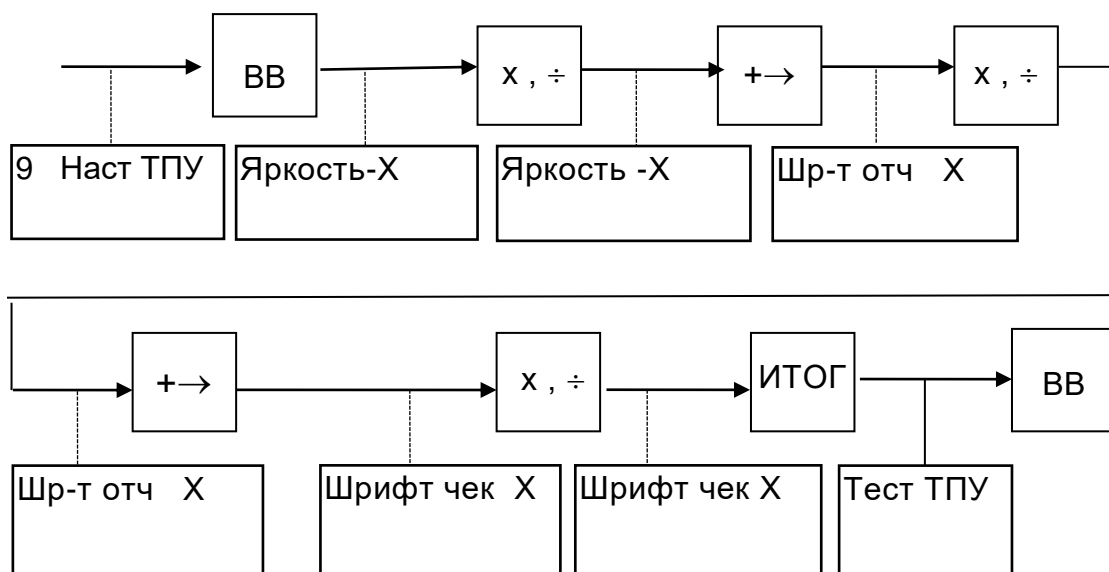 ВВ
х , ÷
+→
х , ÷
9 Наст ТПУ
Яркость-Х
Яркость -Х
Шр-т отч Х
+→
х , ÷
ИТОГ
ВВ
Шр-т отч Х
Шрифт чек Х
Шрифт чек Х
Тест ТПУ